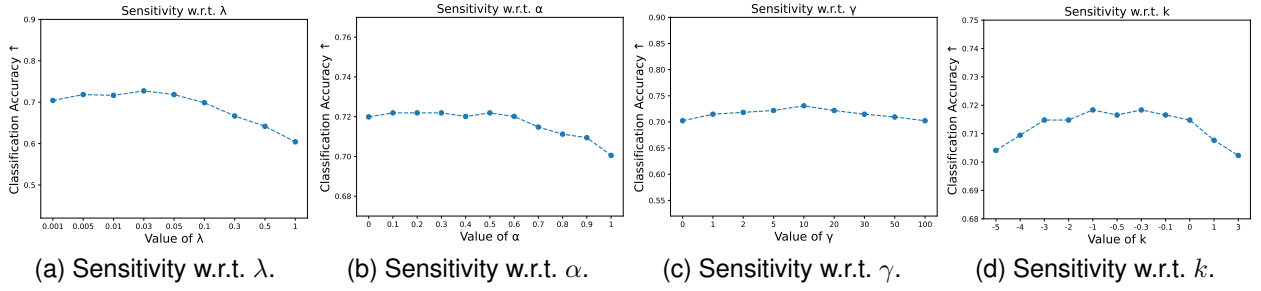 Sensitivity w.r.t. λ
Classification Accuracy ↑
0.9
0.8
0.7
0.6
0.5
0.001 0.005 0.01 0.03 0.05 0.1 0.3 0.5 1
Value of λ
(a) Sensitivity w.r.t. λ.
Sensitivity w.r.t. α
Classification Accuracy ↑
0.76
0.74
0.72
0.70
0.68
0 0.1 0.2 0.3 0.4 0.5 0.6 0.7 0.8 0.9 1
Value of α
(b) Sensitivity w.r.t. α.
Sensitivity w.r.t. γ
Classification Accuracy ↑
0.90
0.85
0.80
0.75
0.70
0.65
0.60
0.55
0 1 2 5 10 20 30 50 100
Value of γ
(c) Sensitivity w.r.t. γ.
Sensitivity w.r.t. k
Classification Accuracy ↑
0.75
0.74
0.73
0.72
0.71
0.70
0.69
0.68
-5 -4 -3 -2 -1 -0.5 -0.3 -0.1 0 1 3
Value of k
(d) Sensitivity w.r.t. k.